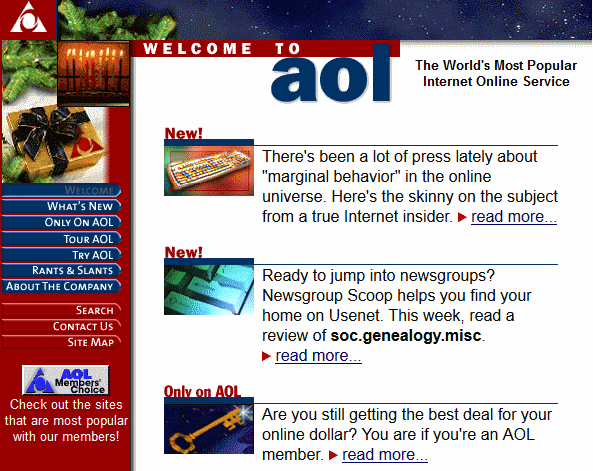 WELCOME TO
aol
The World's Most Popular
Internet Online Service
WELCOME
WHAT'S NEW
ONLY ON AOL
TOUR AOL
TRY AOL
RANTS & SLANTS
ABOUT THE COMPANY
SEARCH
CONTACT US
SITE MAP
AOL
Members'
Choice
Check out the sites
that are most popular
with our members!
New!
There's been a lot of press lately about
"marginal behavior" in the online
universe. Here's the skinny on the subject
from a true Internet insider. read more...
New!
Ready to jump into newsgroups?
Newsgroup Scoop helps you find your
home on Usenet. This week, read a
review of soc.genealogy.misc.
read more...
Only on AOL
Are you still getting the best deal for your
online dollar? You are if you're an AOL
member. read more...